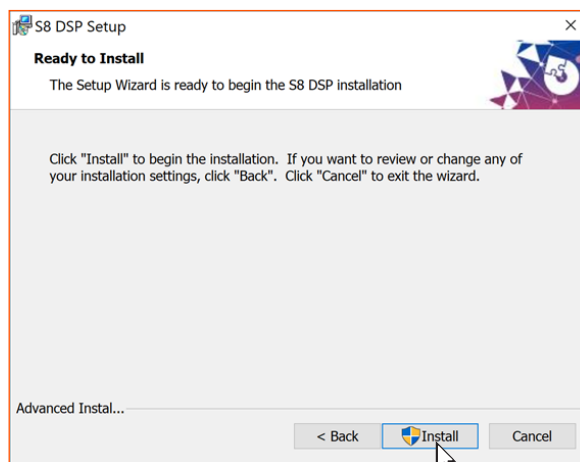 S8 DSP Setup
Ready to Install
The Setup Wizard is ready to begin the S8 DSP installation
Click "Install" to begin the installation. If you want to review or change any of
your installation settings, click "Back". Click "Cancel" to exit the wizard.
Advanced Instal...
< Back Install Cancel